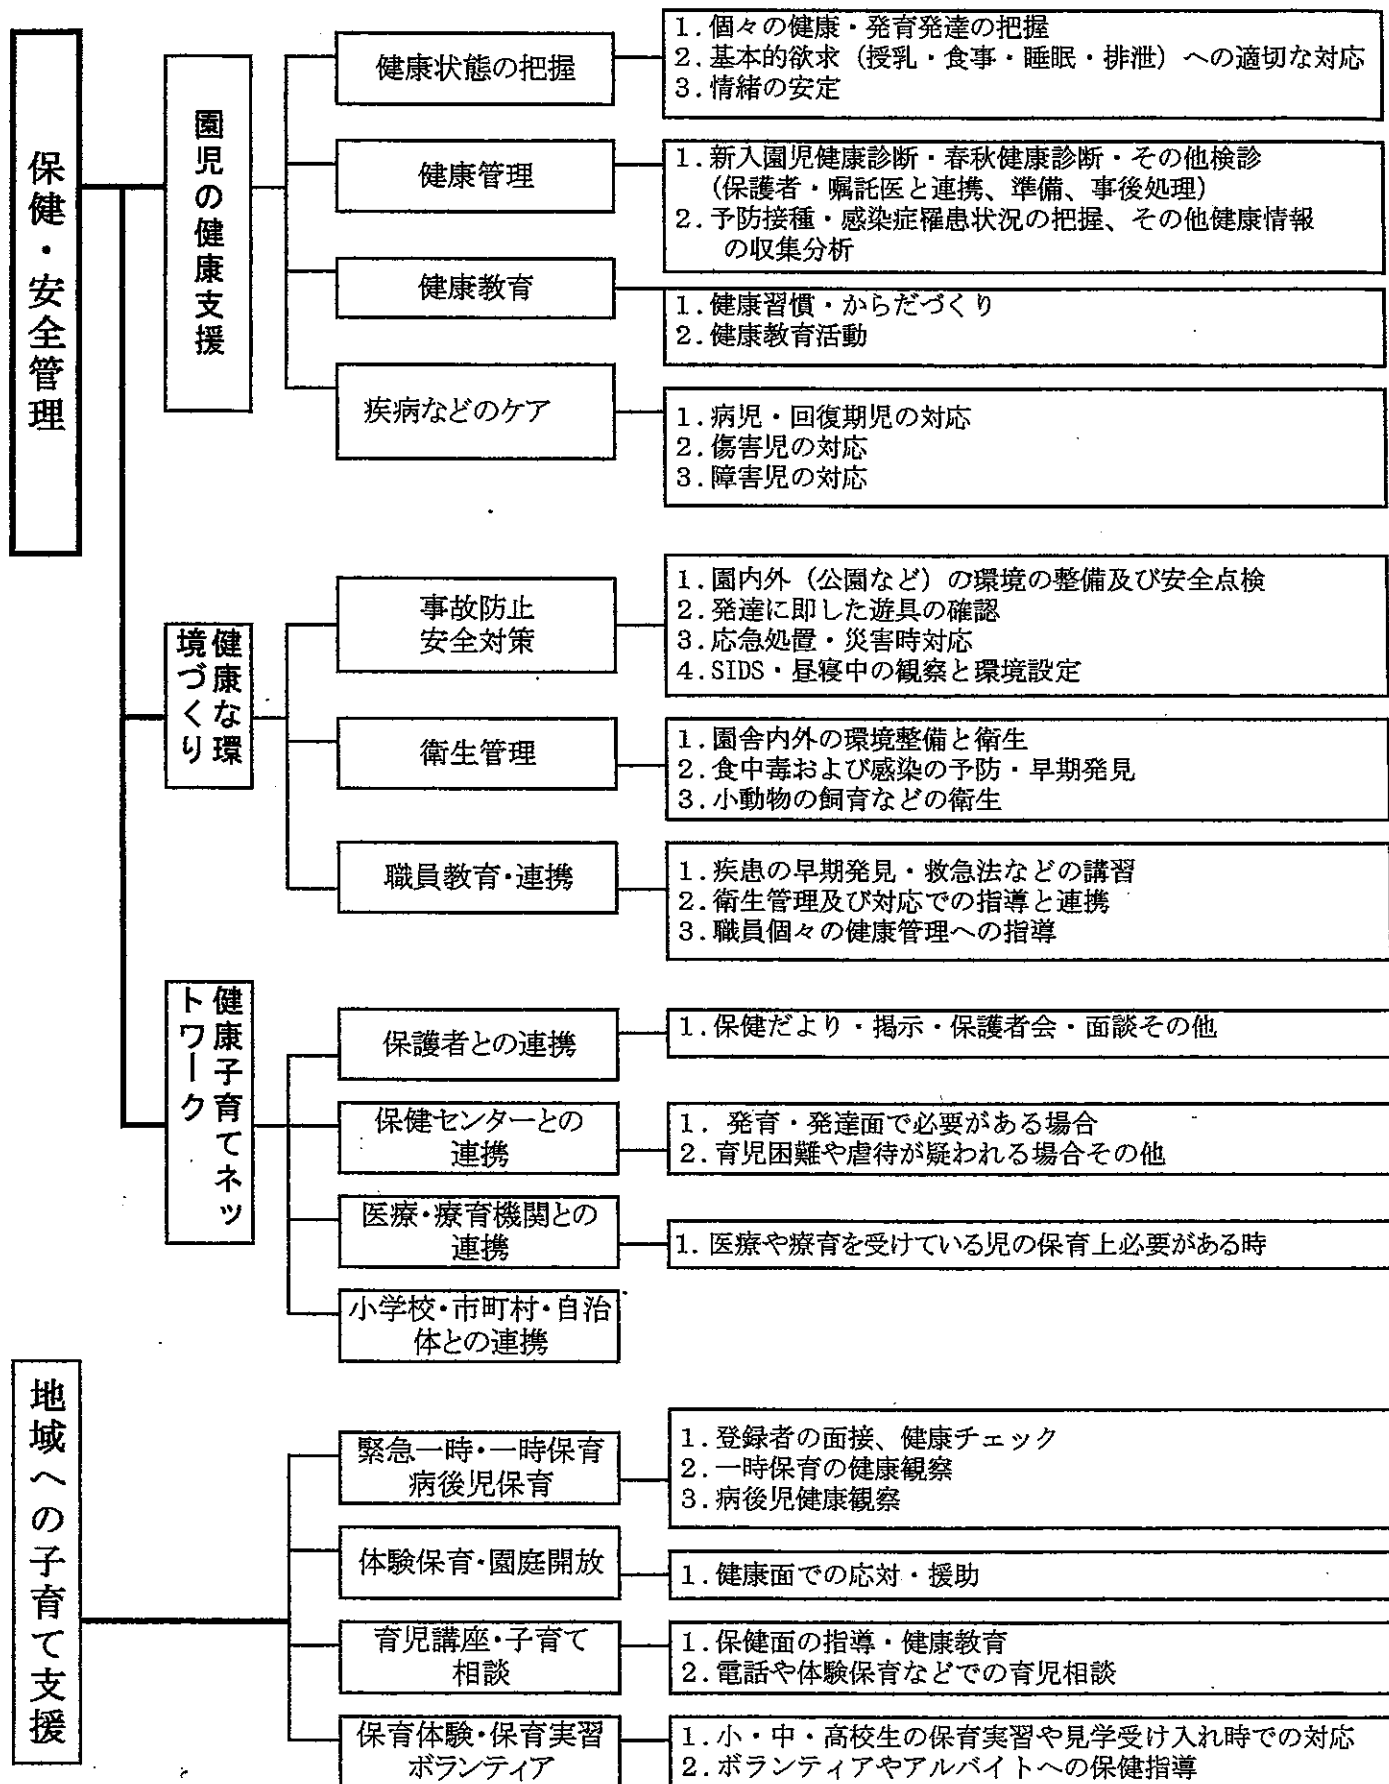 保健・安全管理
園児の健康支援
健康状態の把握
1.個々の健康・発育発達の把握
2.基本的欲求（授乳・食事・睡眠・排泄）への適切な対応
3.情緒の安定
健康管理
1.新入園児健康診断・春秋健康診断・その他検診
(保護者・嘱託医と連携、準備、事後処理)
2.予防接種・感染症罹患状況の把握、その他健康情報
の収集分析
健康教育
1.健康習慣・からだづくり
2.健康教育活動
疾病などのケア
1.病児・回復期児の対応
2.傷害児の対応
3.障害児の対応
健康な環
境づくり
事故防止
安全対策
1.園内外（公園など）の環境の整備及び安全点検
2.発達に即した遊具の確認
3.応急処置・災害時対応
4.SIDS・昼寝中の観察と環境設定
衛生管理
1.園舎内外の環境整備と衛生
2.食中毒および感染の予防・早期発見
3.小動物の飼育などの衛生
職員教育・連携
1.疾患の早期発見・救急法などの講習
2.衛生管理及び対応での指導と連携
3.職員個々の健康管理への指導
健康子育てネッ
トワーク
保護者との連携
1.保健だより・掲示・保護者会・面談その他
保健センターとの
連携
1. 発育・発達面で必要がある場合
2.育児困難や虐待が疑われる場合その他
医療・療育機関との
連携
1. 医療や療育を受けている児の保育上必要がある時
小学校・市町村・自治
体との連携
地域への子育て支援
緊急一時・一時保育
病後児保育
1.登録者の面接、健康チェック
2.一時保育の健康観察
3.病後児健康観察
体験保育・園庭開放
1.健康面での応対・援助
育児講座・子育て
相談
1.保健面の指導・健康教育
2.電話や体験保育などでの育児相談
保育体験・保育実習
ボランティア
1.小・中・高校生の保育実習や見学受け入れ時での対応
2.ボランティアやアルバイトへの保健指導